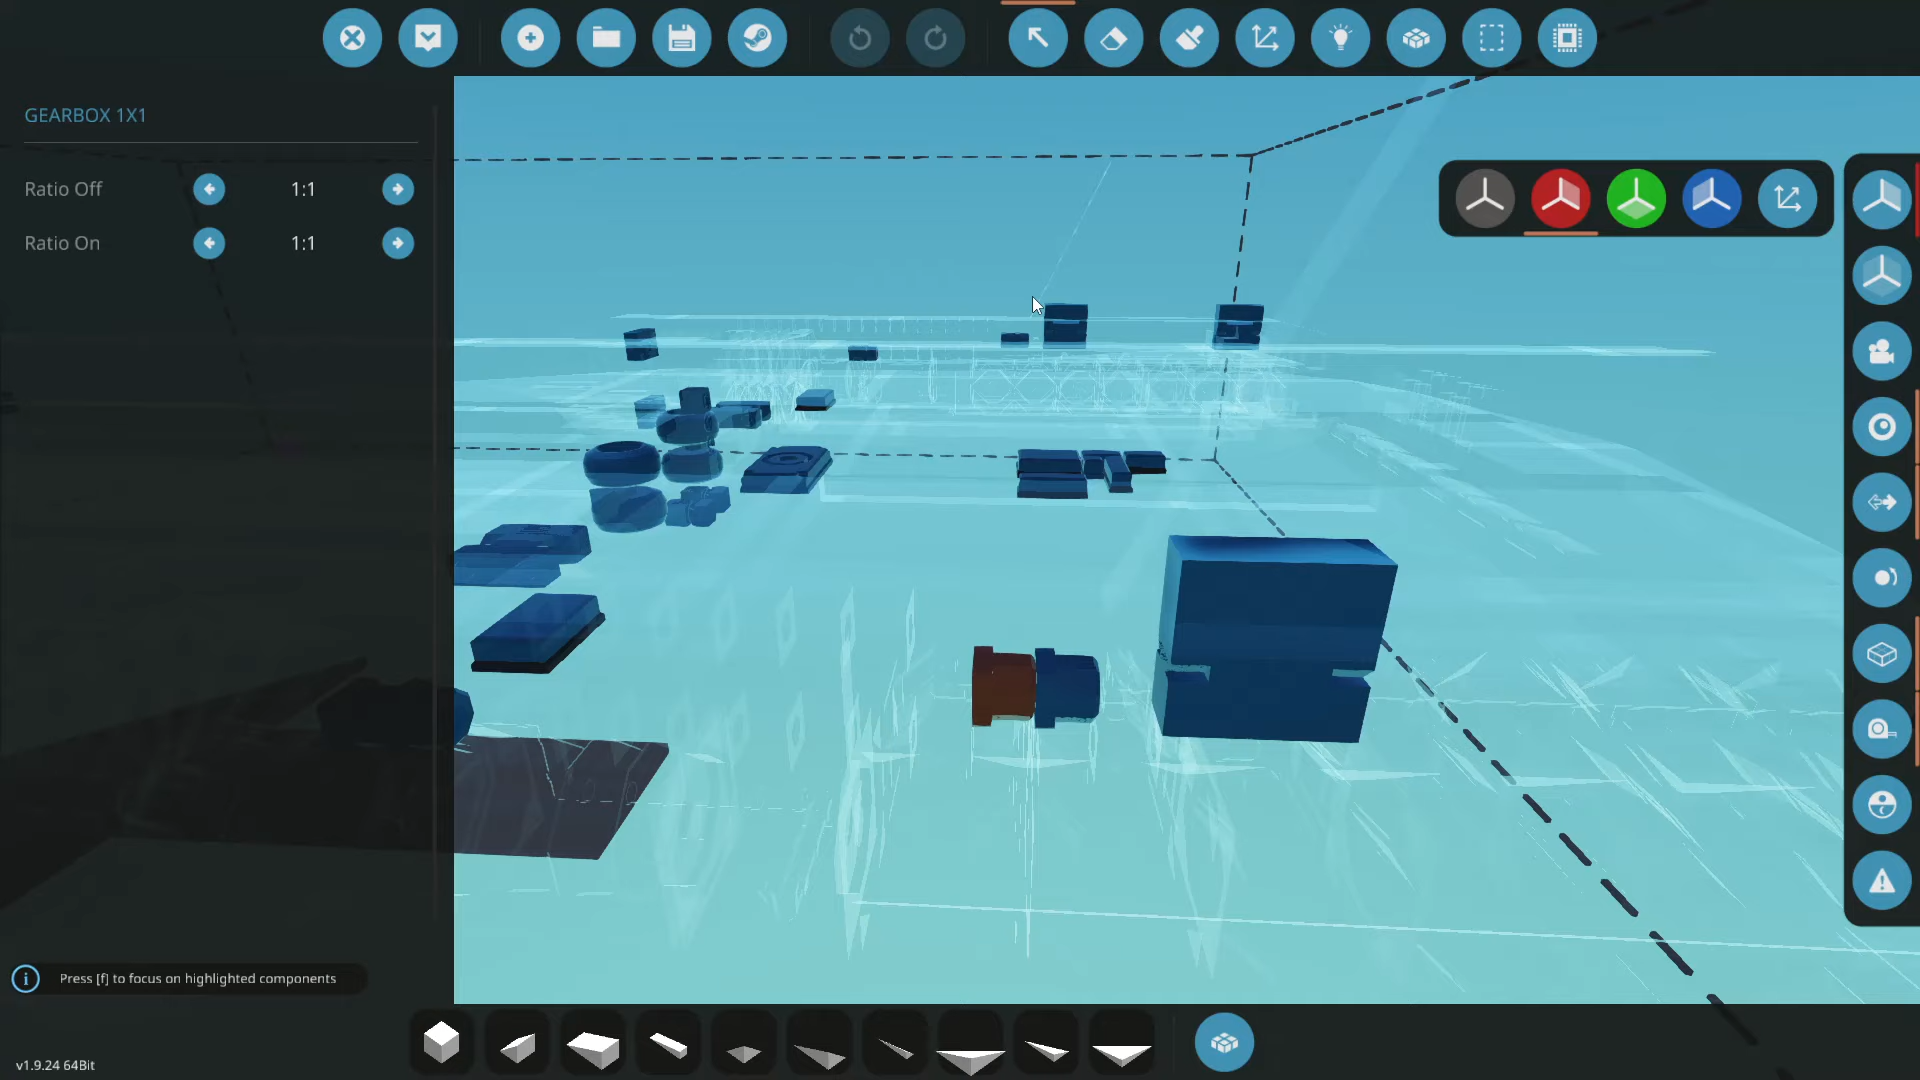 GEARBOX 1X1
Ratio Off 1:1
Ratio On 1:1
Press [f] to focus on highlighted components
v1.9.24 64Bit